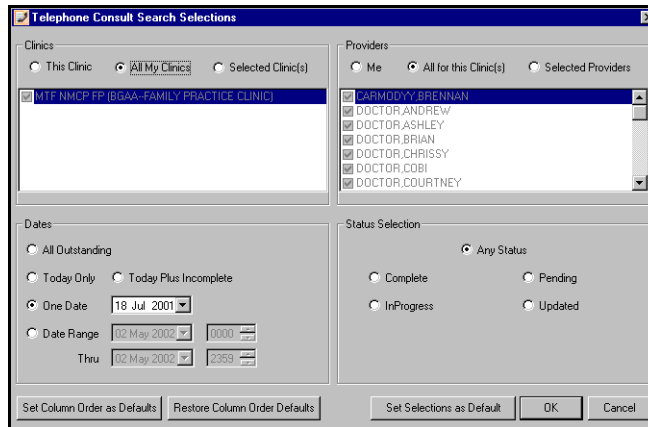 Telephone Consult Search Selections
Clinics
This Clinic All My Clinics Selected Clinic(s)
MTF NMCP FP (BGAA--FAMILY PRACTICE CLINIC)
Providers
Me All for this Clinic(s) Selected Providers
CARMODYY,BRENNAN
DOCTOR,ANDREW
DOCTOR,ASHLEY
DOCTOR,BRIAN
DOCTOR,CHRISSY
DOCTOR,COBI
DOCTOR,COURTNEY
Dates
All Outstanding
Today Only Today Plus Incomplete
One Date 18 Jul 2001
Date Range 02 May 2002 0000
Thru 02 May 2002 2359
Status Selection
Any Status
Complete Pending
InProgress Updated
Set Column Order as Defaults Restore Column Order Defaults Set Selections as Default OK Cancel